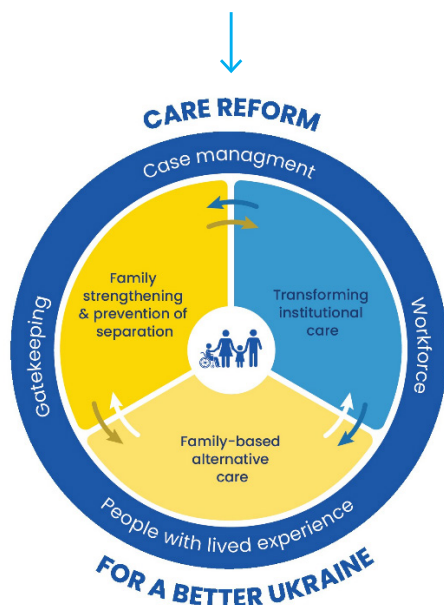 CARE REFORM
Case managment
Family
strengthening
& prevention of
separation
Transforming
institutional
care
Gatekeeping
Workforce
Family-based
alternative
care
People with lived experience
FOR A BETTER UKRAINE